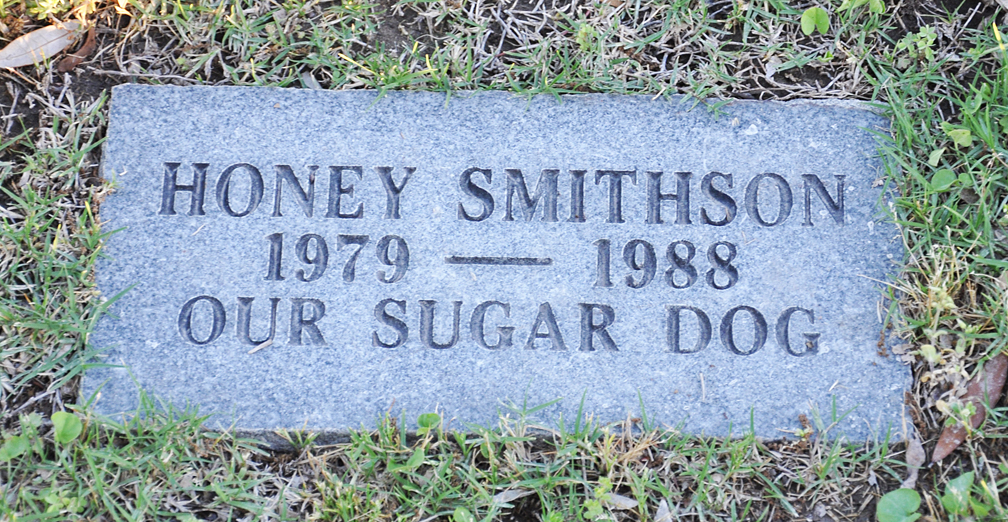 HONEY SMITHSON
1979 — 1988
OUR SUGAR DOG